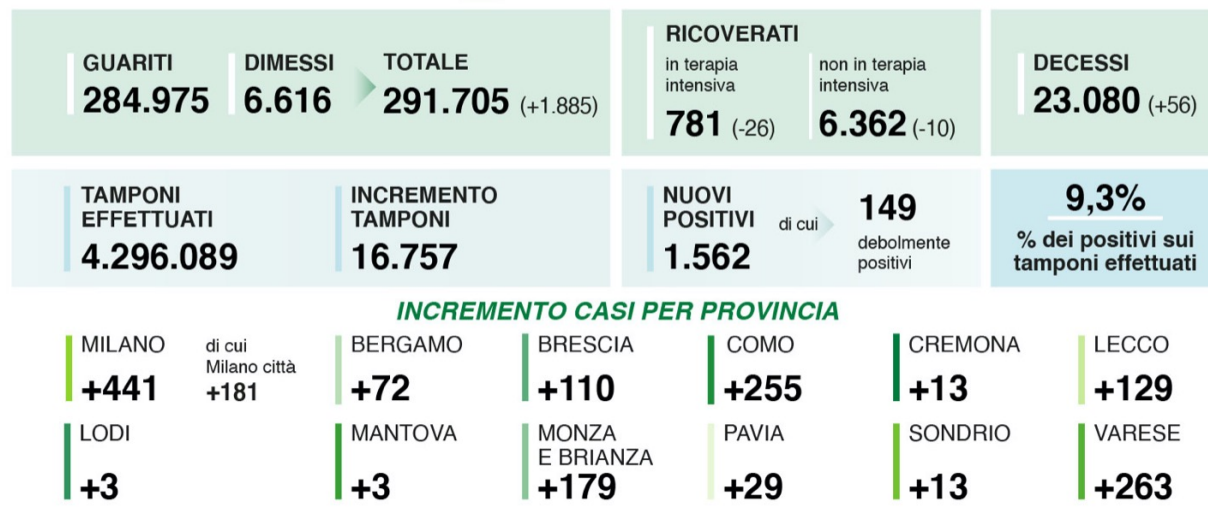 GUARITI
284.975
DIMESSI
6.616
TOTALE
291.705 (+1.885)
RICOVERATI
in terapia
intensiva
781 (-26)
non in terapia
intensiva
6.362 (-10)
DECESSI
23.080 (+56)
TAMPONI
EFFETTUATI
4.296.089
INCREMENTO
TAMPONI
16.757
NUOVI
POSITIVI
1.562
di cui
149
debolmente
positivi
9,3%
% dei positivi sui
tamponi effettuati
INCREMENTO CASI PER PROVINCIA
MILANO
+441
di cui
Milano città
+181
BERGAMO
+72
BRESCIA
+110
COMO
+255
CREMONA
+13
LECCO
+129
LODI
+3
MANTOVA
+3
MONZA
E BRIANZA
+179
PAVIA
+29
SONDRIO
+13
VARESE
+263